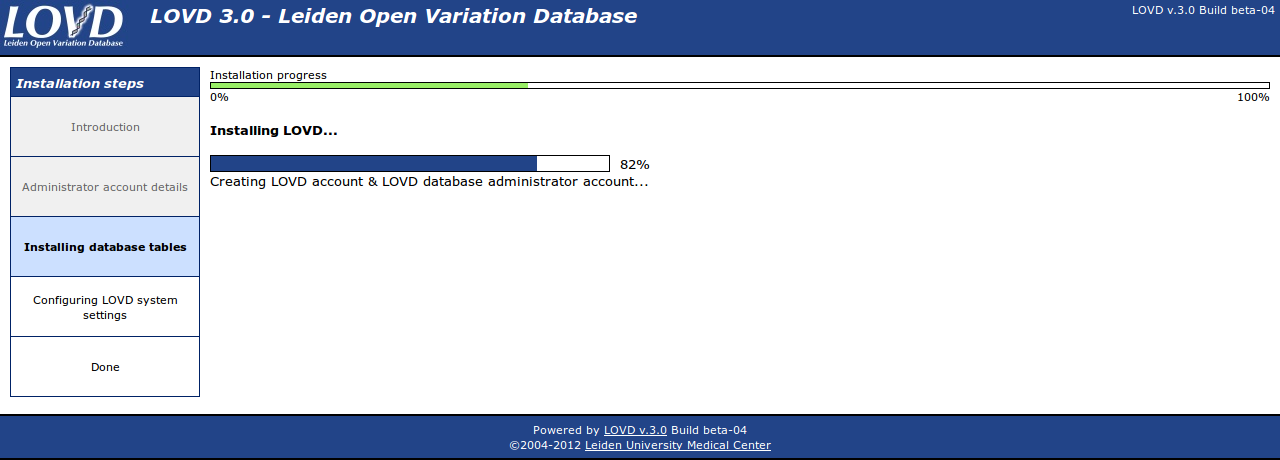 LOVD
Leiden Open Variation Database
LOVD 3.0 - Leiden Open Variation Database
LOVD v.3.0 Build beta-04
Installation steps
Introduction
Administrator account details
Installing database tables
Configuring LOVD system
settings
Done
Installation progress
0% 100%
Installing LOVD...
82%
Creating LOVD account & LOVD database administrator account...
Powered by LOVD v.3.0 Build beta-04
©2004-2012 Leiden University Medical Center